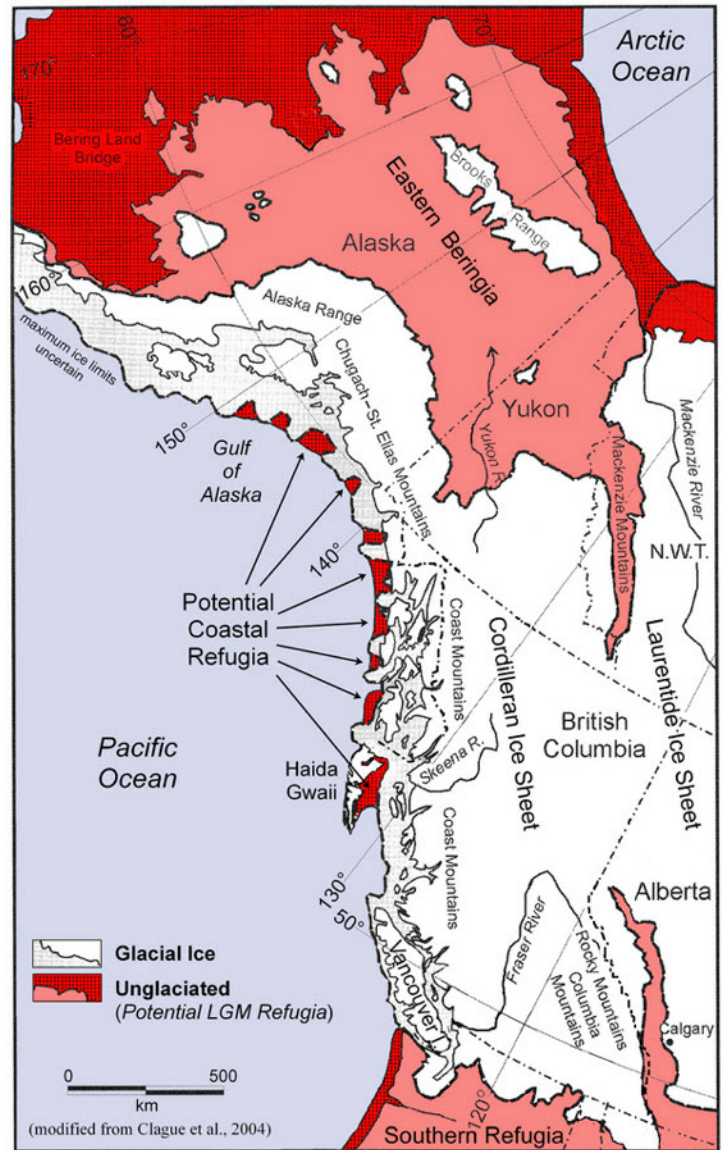 60°
70°
170°
Arctic
Ocean
Bering Land
Bridge
Brooks
Range
Eastern Beringia
Alaska
160°
Alaska Range
maximum ice limits
uncertain
Chugach-St. Elias Mountains
150°
Gulf
of
Alaska
Yukon
Yukon R.
Mackenzie River
Mackenzie Mountains
140°
N.W.T.
Potential
Coastal
Refugia
Coast Mountains
Cordilleran Ice Sheet
Laurentide Ice Sheet
British
Columbia
Pacific
Ocean
Skeena R.
Haida
Gwaii
Coast Mountains
130°
50°
Alberta
Fraser River
Rocky Mountains
Columbia
Mountains
Vancouver I.
Calgary
Glacial Ice
Unglaciated
(Potential LGM Refugia)
0 500
km
120°
(modified from Clague et al., 2004)
Southern Refugia